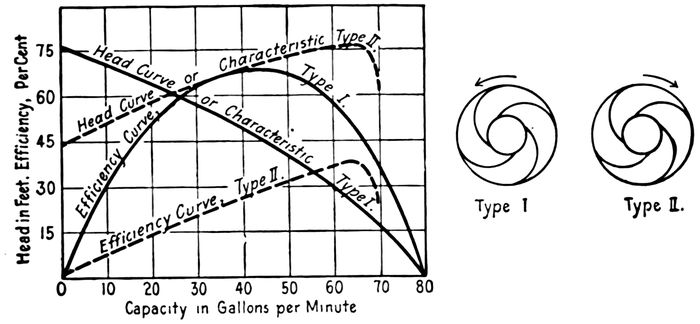 Head in Feet. Efficiency, Per Cent
75
60
45
30
15
0
10
20
30
40
50
60
70
80
Capacity in Gallons per Minute
Head Curve or Characteristic Type I.
Head Curve or Characteristic Type II.
Efficiency Curve, Type I.
Efficiency Curve, Type II.
Type I
Type II.